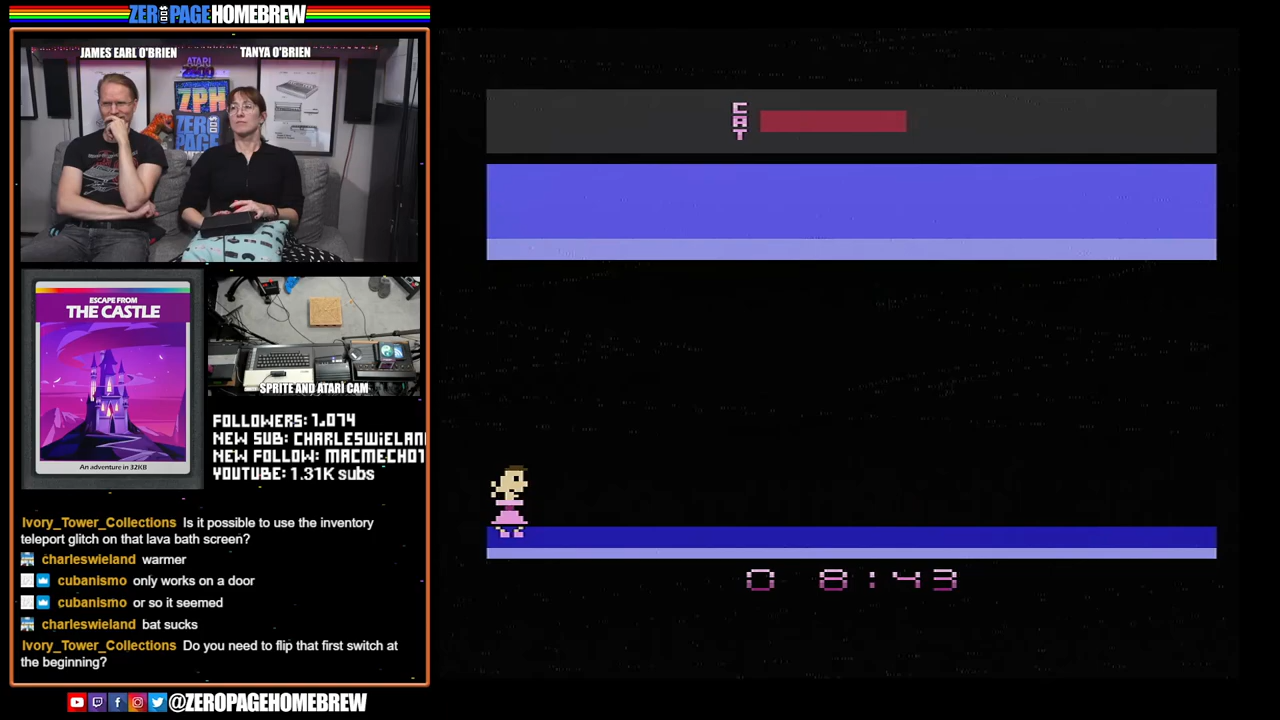 ZERO PAGE HOMEBREW
JAMES EARL O'BRIEN
TANYA O'BRIEN
ATARI
ZPH
ZERO
PAGE
ESCAPE FROM
THE CASTLE
An adventure in 32KB
SPRITE AND ATARI CAM
FOLLOWERS: 1,074
NEW SUB: CHARLESWIELAN
NEW FOLLOW: MACMECHOT
YOUTUBE: 1.31K subs
Ivory_Tower_Collections Is it possible to use the inventory
teleport glitch on that lava bath screen?
charleswieland warmer
cubanismo only works on a door
cubanismo or so it seemed
charleswieland bat sucks
Ivory_Tower_Collections Do you need to flip that first switch at
the beginning?
@ZEROPAGEHOMEBREW
CAT
0 8:43